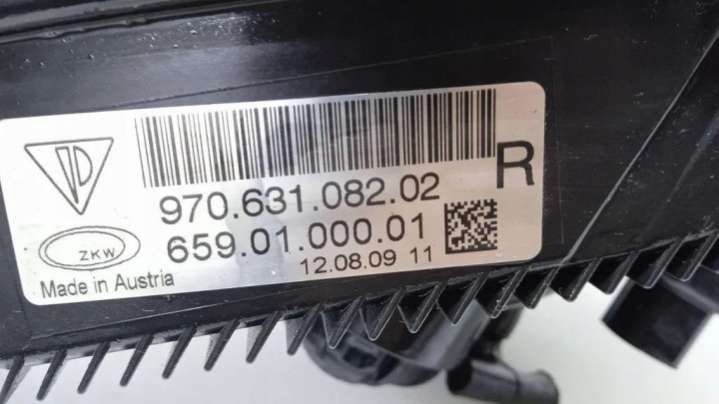 970.631.082.02 R
ZKW 659.01.000.01
Made in Austria 12.08.09 11